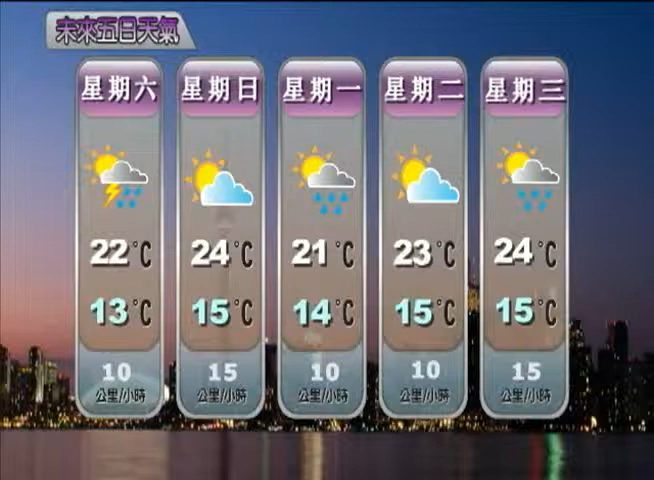 未來五日天氣
星期六 星期日 星期一 星期二 星期三
22°C 24°C 21°C 23°C 24°C
13°C 15°C 14°C 15°C 15°C
10 15 10 10 15
公里/小時 公里/小時 公里/小時 公里/小時 公里/小時